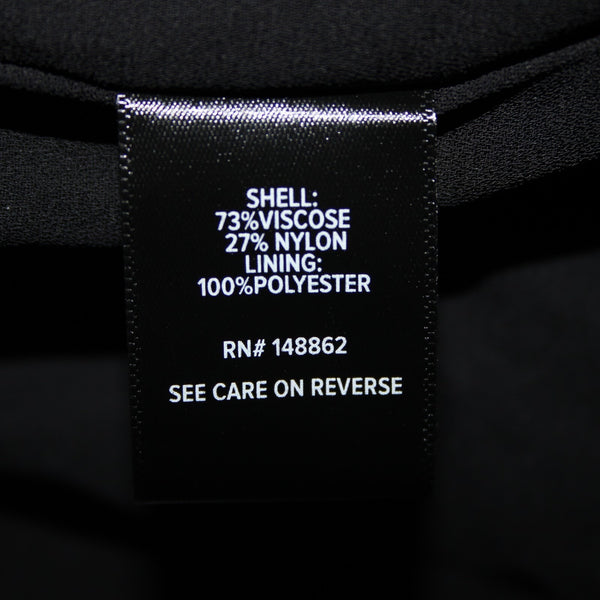 SHELL:
73%VISCOSE
27% NYLON
LINING:
100%POLYESTER
RN# 148862
SEE CARE ON REVERSE